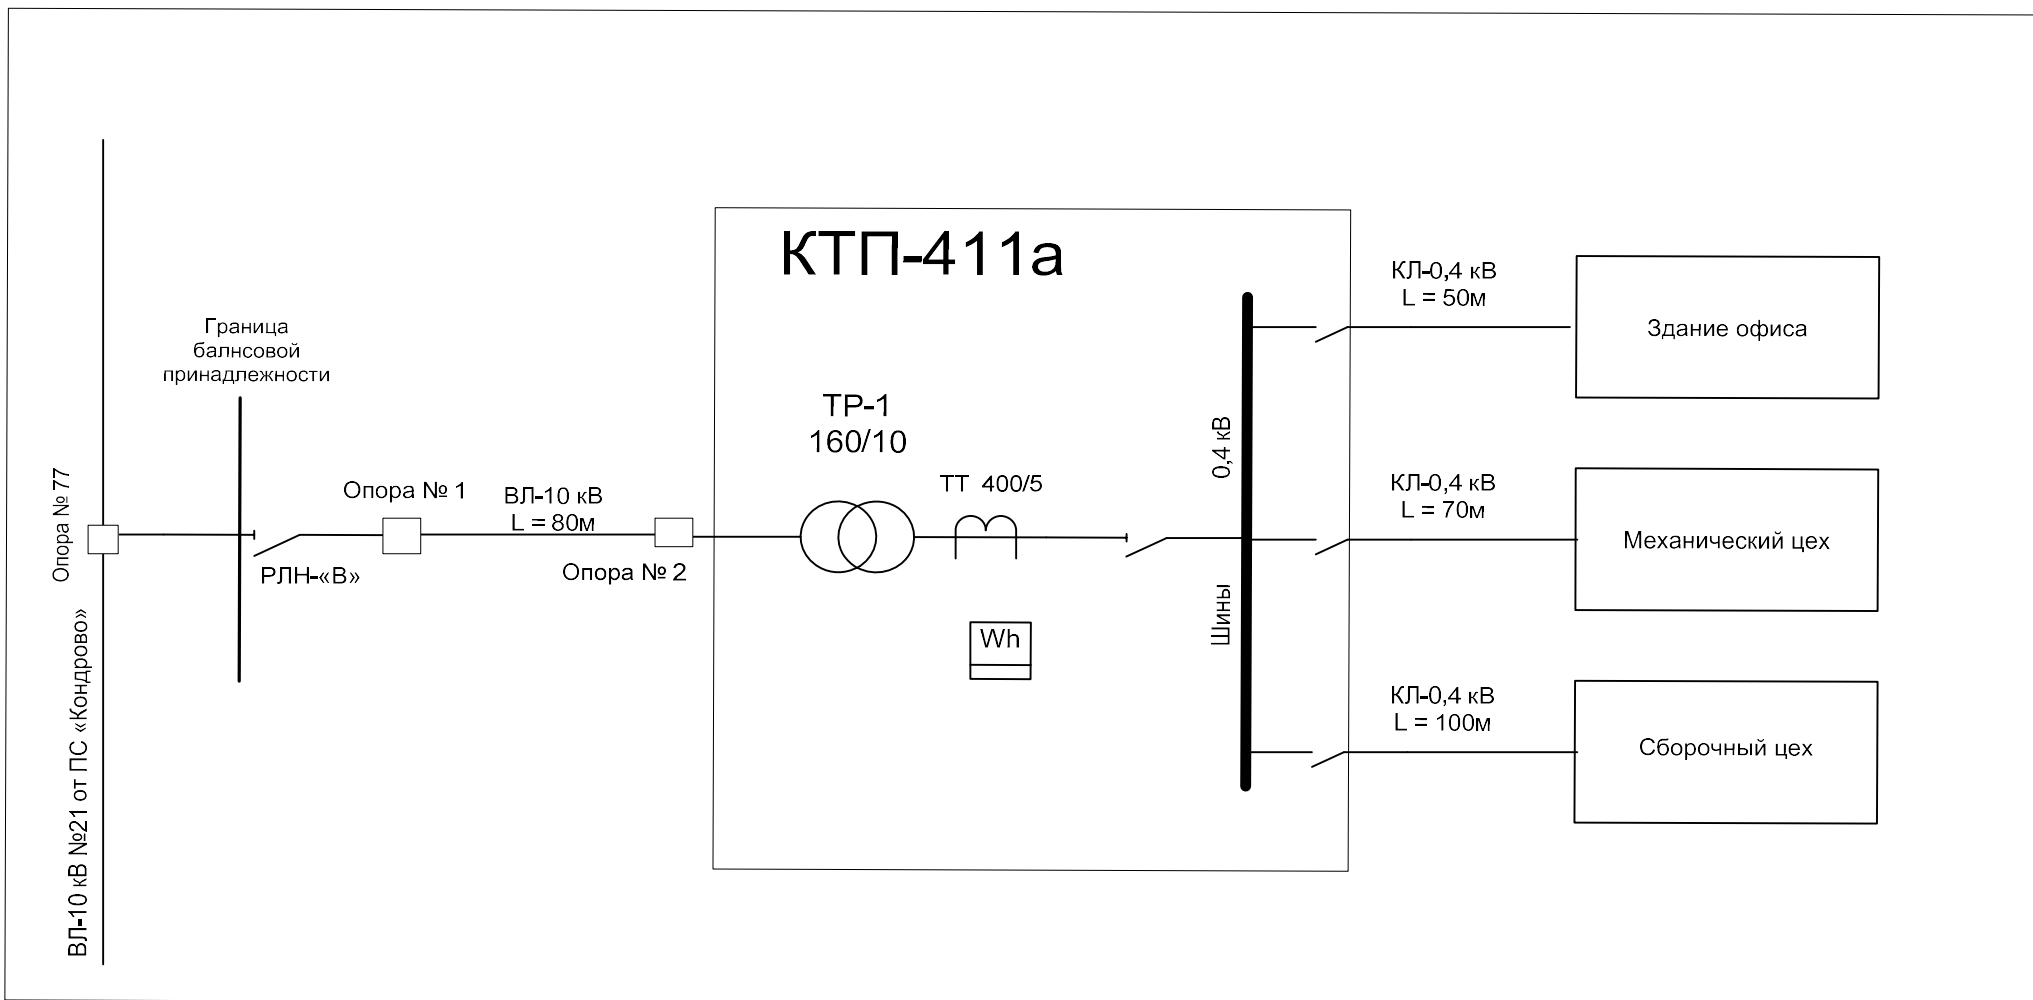 КТП-411а
Граница
балнсовой
принадлежности
Опора № 77
ВЛ-10 кВ №21 от ПС «Кондрово»
РЛН-«В»
Опора № 1
ВЛ-10 кВ
L = 80м
Опора № 2
ТР-1
160/10
ТТ 400/5
Wh
0,4 кВ
Шины
КЛ-0,4 кВ
L = 50м
Здание офиса
КЛ-0,4 кВ
L = 70м
Механический цех
КЛ-0,4 кВ
L = 100м
Сборочный цех